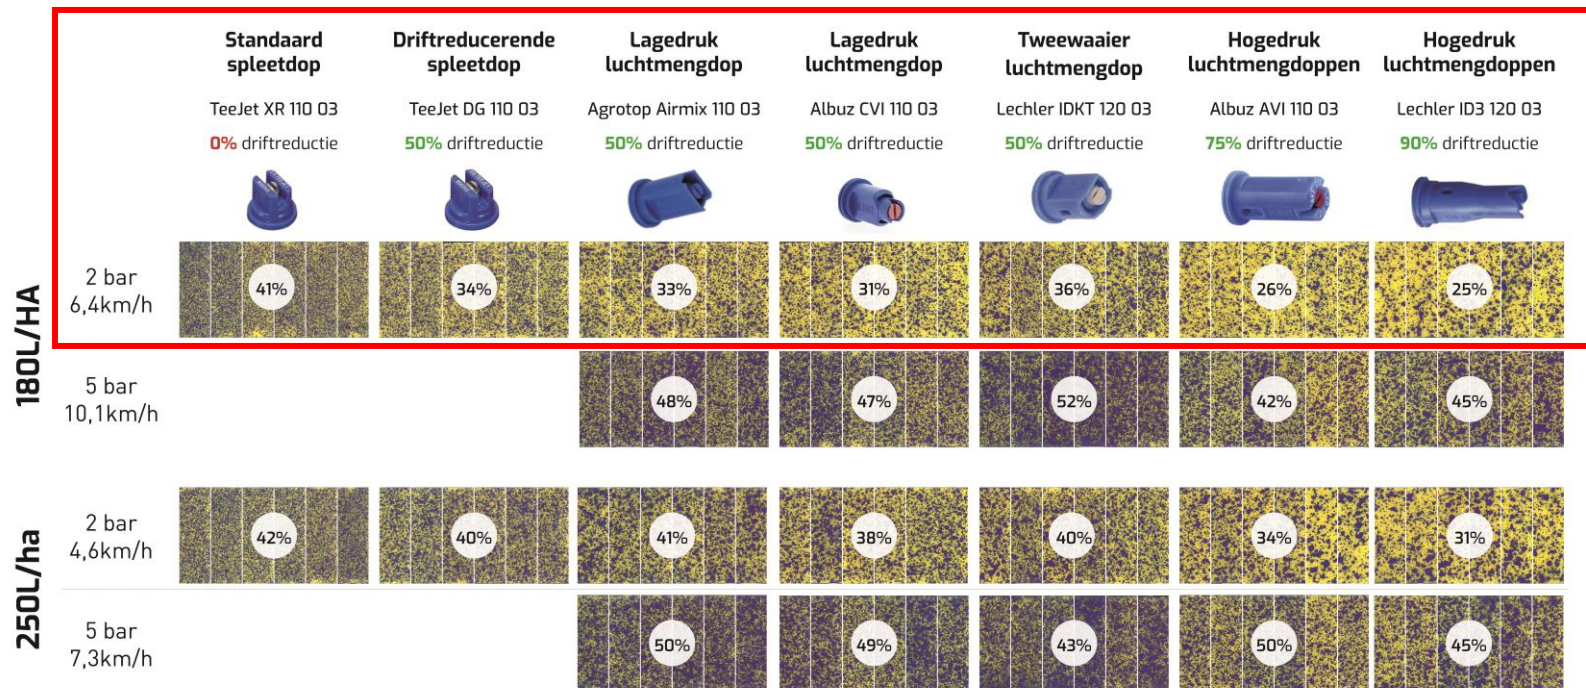 Standaard spleetdop
Driftreducerende spleetdop
Lagedruk luchtmengdop
Lagedruk luchtmengdop
Tweewaaier luchtmengdop
Hogedruk luchtmengdoppen
Hogedruk luchtmengdoppen
TeeJet XR 110 03
TeeJet DG 110 03
Agrotop Airmix 110 03
Albuz CVI 110 03
Lechler IDKT 120 03
Albuz AVI 110 03
Lechler ID3 120 03
0% driftreductie
50% driftreductie
50% driftreductie
50% driftreductie
50% driftreductie
75% driftreductie
90% driftreductie
180L/HA
2 bar
6,4km/h
41%
34%
33%
31%
36%
26%
25%
5 bar
10,1km/h
48%
47%
52%
42%
45%
250L/ha
2 bar
4,6km/h
42%
40%
41%
38%
40%
34%
31%
5 bar
7,3km/h
50%
49%
43%
50%
45%